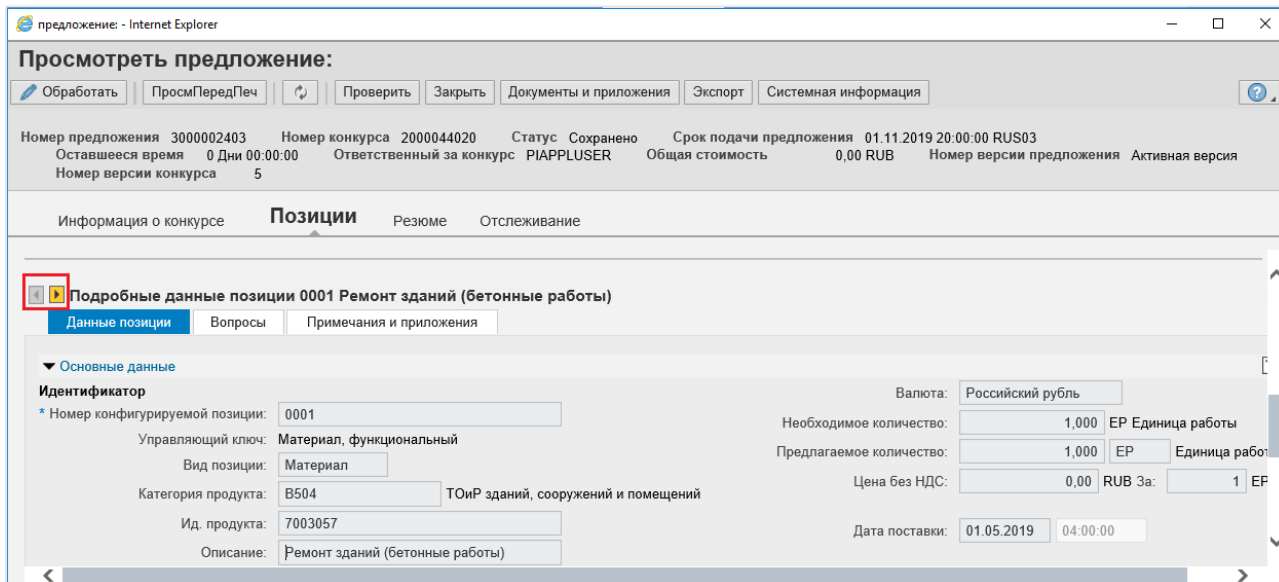 предложение: - Internet Explorer
Просмотреть предложение:
Обработать ПросмПередПеч Проверить Закрыть Документы и приложения Экспорт Системная информация
Номер предложения 3000002403 Номер конкурса 2000044020 Статус Сохранено Срок подачи предложения 01.11.2019 20:00:00 RUS03
Оставшееся время 0 Дни 00:00:00 Ответственный за конкурс PIAPPLUSER Общая стоимость 0,00 RUB Номер версии предложения Активная версия
Номер версии конкурса 5
Информация о конкурсе Позиции Резюме Отслеживание
Подробные данные позиции 0001 Ремонт зданий (бетонные работы)
Данные позиции Вопросы Примечания и приложения
Основные данные
Идентификатор
* Номер конфигурируемой позиции: 0001
Управляющий ключ: Материал, функциональный
Вид позиции: Материал
Категория продукта: B504 ТОиР зданий, сооружений и помещений
Ид. продукта: 7003057
Описание: Ремонт зданий (бетонные работы)
Валюта: Российский рубль
Необходимое количество: 1,000 EP Единица работы
Предлагаемое количество: 1,000 EP Единица работ
Цена без НДС: 0,00 RUB За: 1 EP
Дата поставки: 01.05.2019 04:00:00